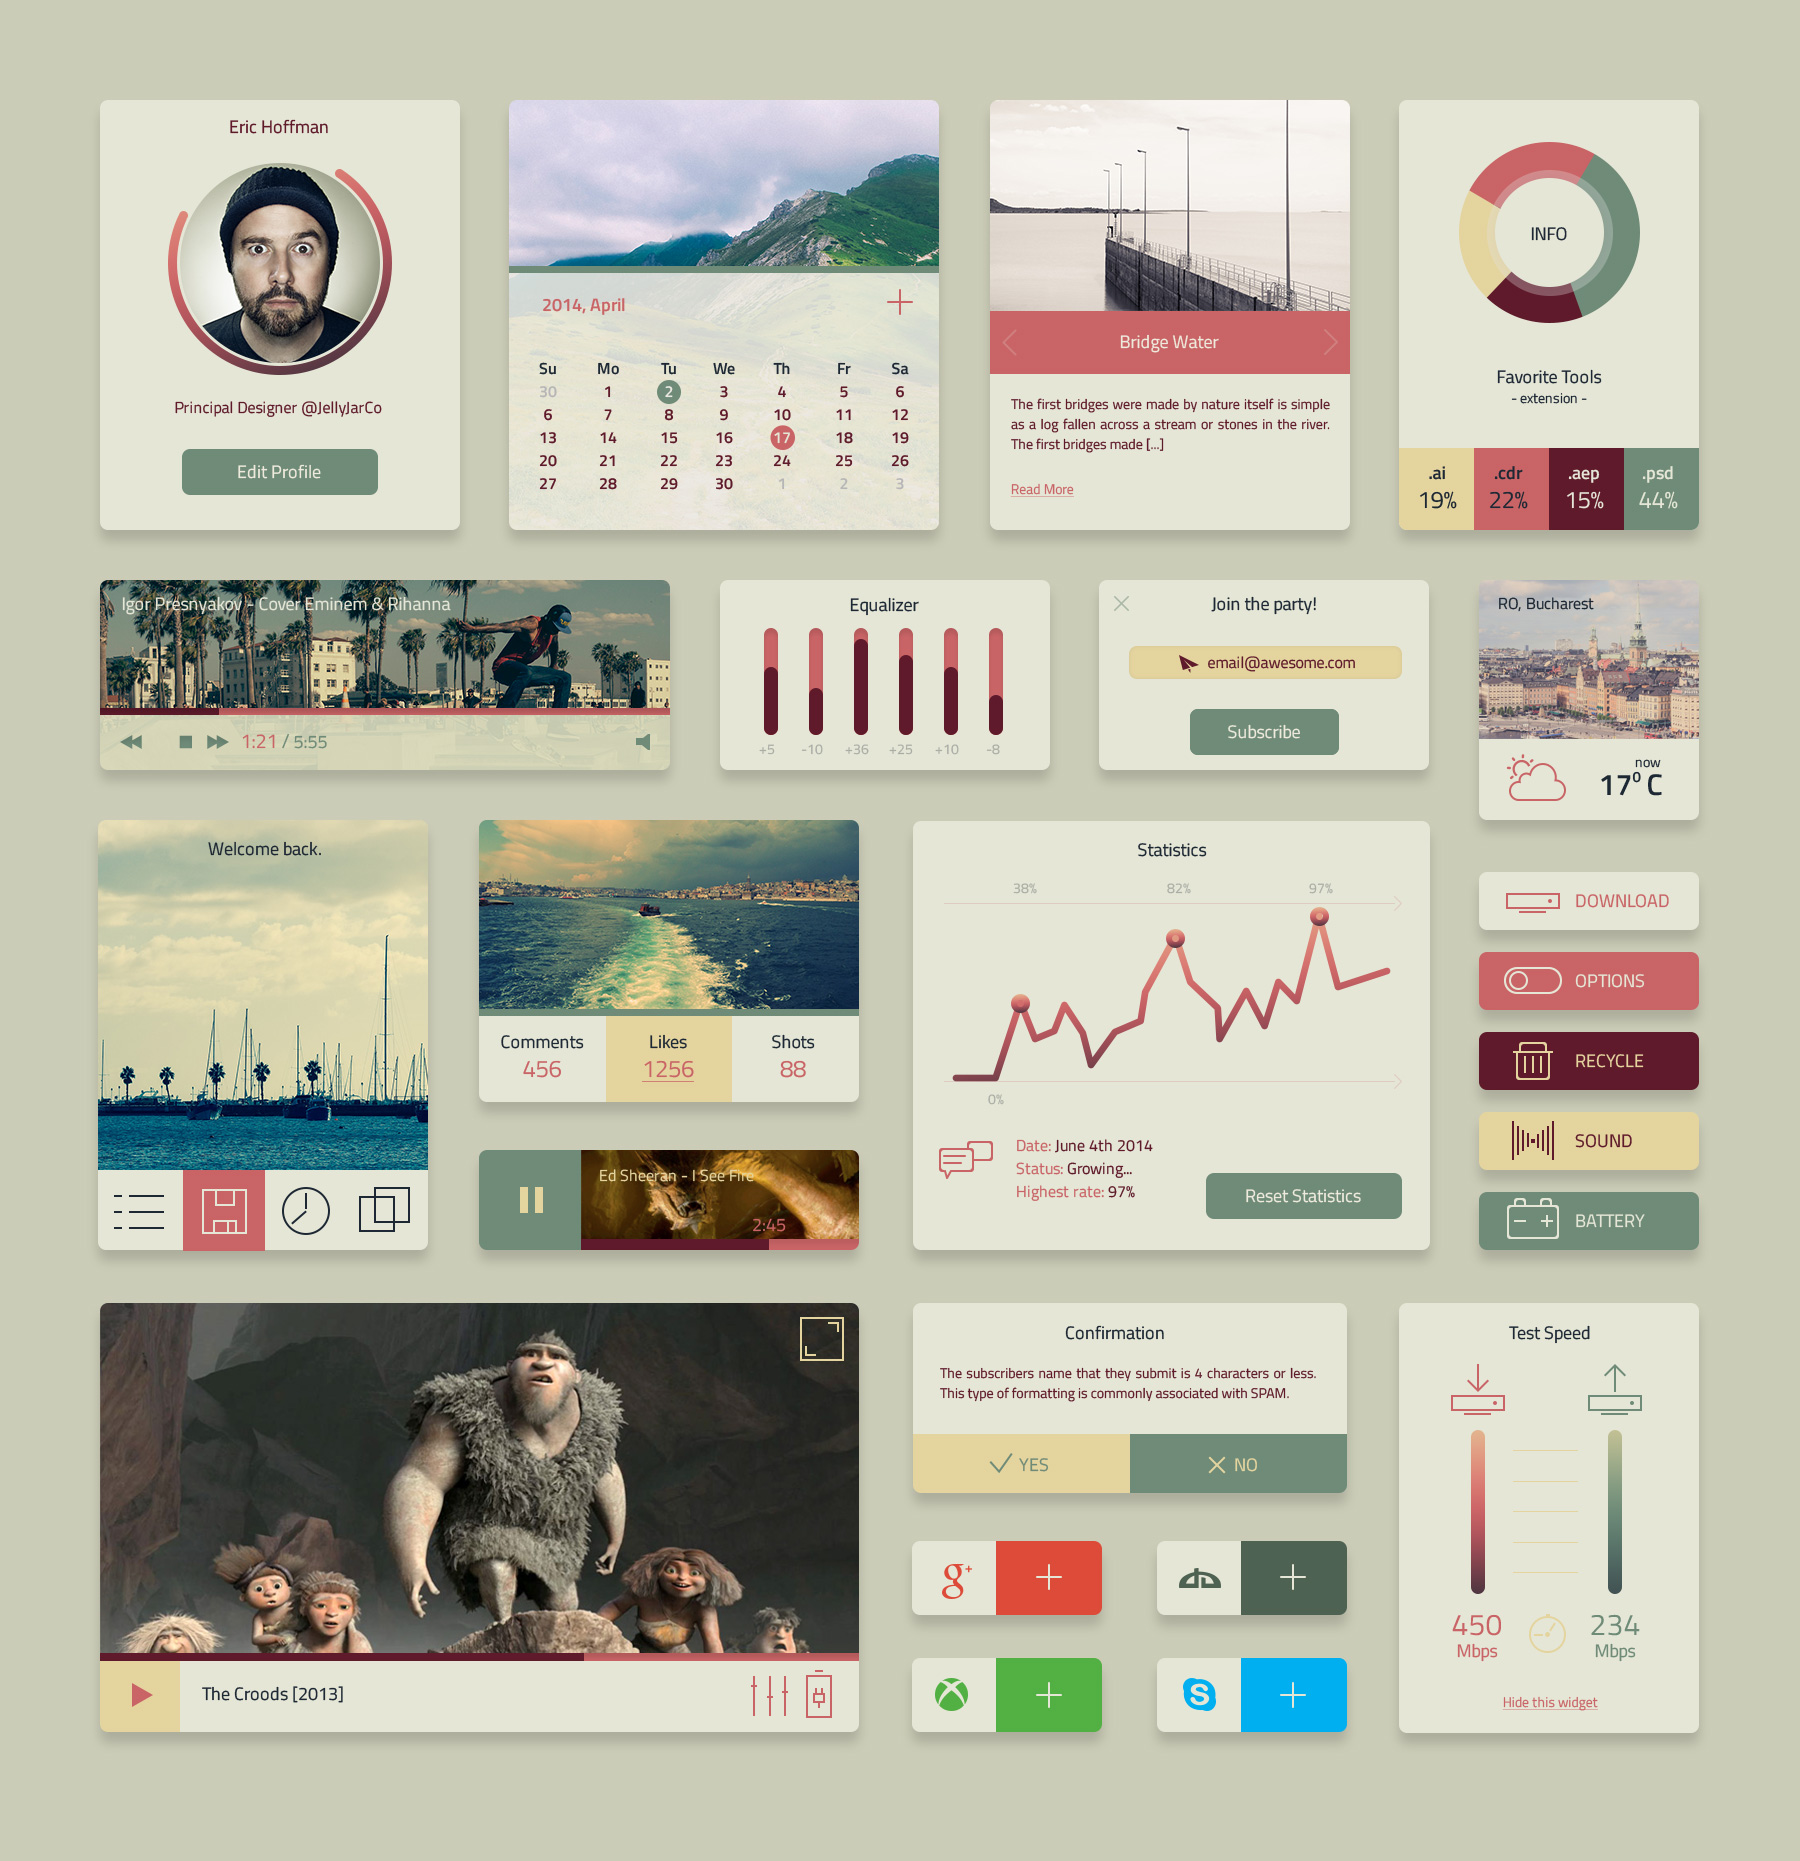 Eric Hoffman
Principal Designer @JellyJarCo
Edit Profile
2014, April
Su Mo Tu We Th Fr Sa
30 1 2 3 4 5 6
6 7 8 9 10 11 12
13 14 15 16 17 18 19
20 21 22 23 24 25 26
27 28 29 30 1 2 3
Bridge Water
The first bridges were made by nature itself is simple
as a log fallen across a stream or stones in the river.
The first bridges made [...]
Read More
INFO
Favorite Tools
- extension -
.ai .cdr .aep .psd
19% 22% 15% 44%
Igor Presnyakov - Cover Eminem & Rihanna
1:21 / 5:55
Equalizer
+5 -10 +36 +25 +10 -8
Join the party!
email@awesome.com
Subscribe
RO, Bucharest
now
17⁰ C
Welcome back.
Comments Likes Shots
456 1256 88
Ed Sheeran - I See Fire
2:45
Statistics
38% 82% 97%
0%
Date: June 4th 2014
Status: Growing...
Highest rate: 97%
Reset Statistics
DOWNLOAD
OPTIONS
RECYCLE
SOUND
BATTERY
The Croods [2013]
Confirmation
The subscribers name that they submit is 4 characters or less.
This type of formatting is commonly associated with SPAM.
YES NO
g+
S
Test Speed
450 234
Mbps Mbps
Hide this widget